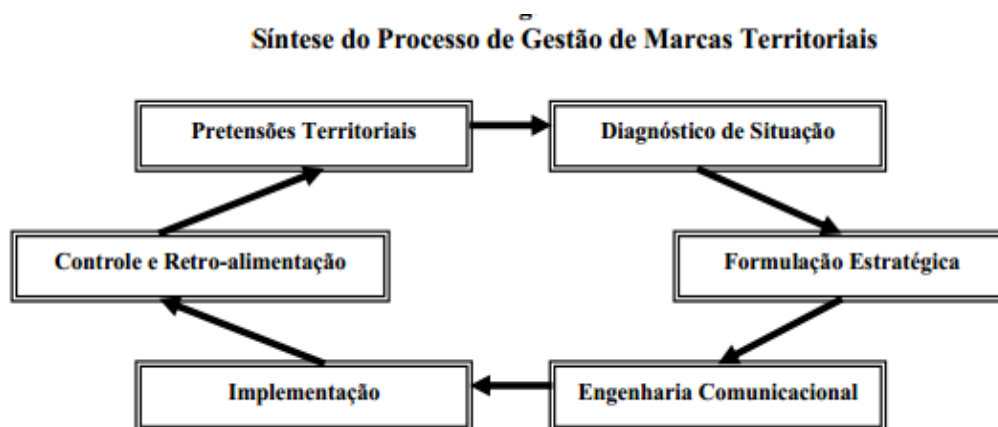 Síntese do Processo de Gestão de Marcas Territoriais
Pretensões Territoriais
Diagnóstico de Situação
Formulação Estratégica
Engenharia Comunicacional
Implementação
Controle e Retro-alimentação